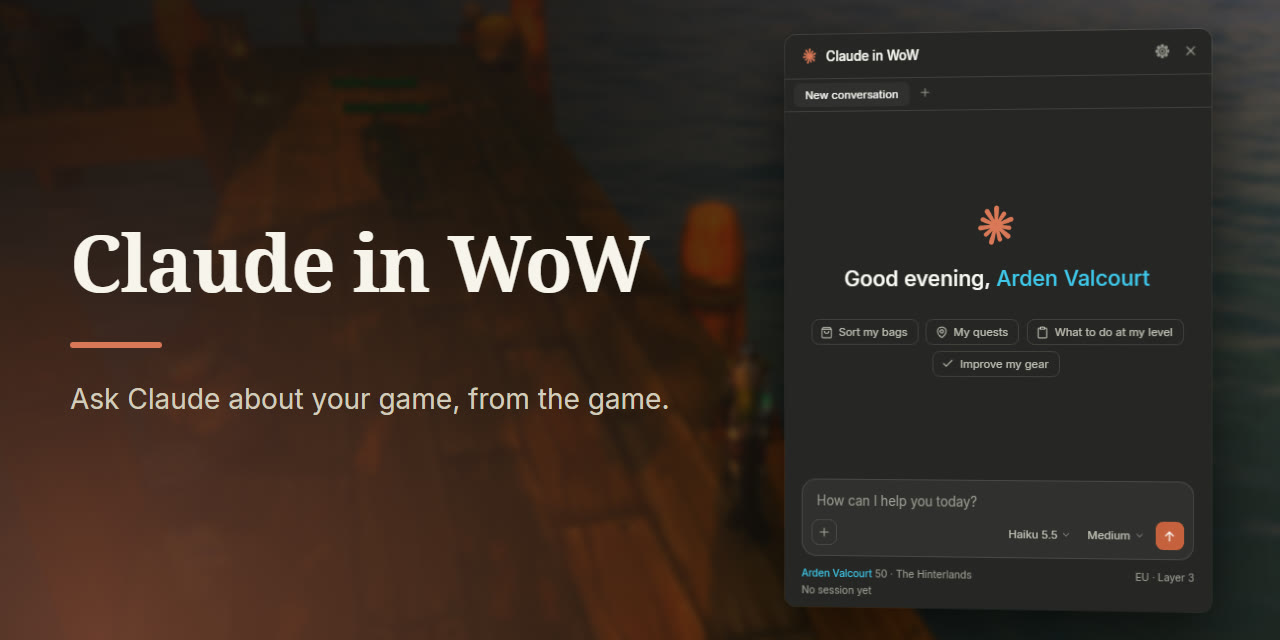 Claude in WoW
Ask Claude about your game, from the game.
Claude in WoW
New conversation
Good evening, Arden Valcourt
Sort my bags
My quests
What to do at my level
Improve my gear
How can I help you today?
Haiku 5.5
Medium
Arden Valcourt 50 · The Hinterlands
EU · Layer 3
No session yet